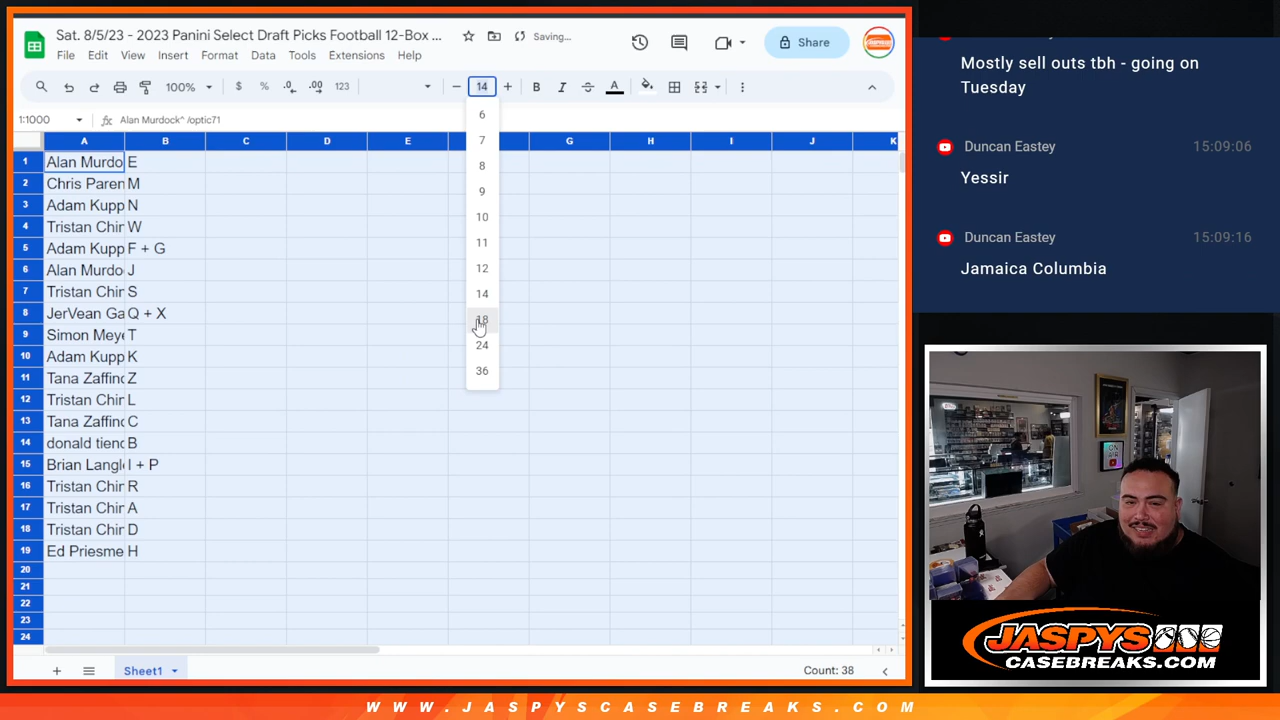 Sat. 8/5/23 - 2023 Panini Select Draft Picks Football 12-Box ...
Saving...
File Edit View Insert Format Data Tools Extensions Help
Share
100% $ % .0 .00 123 14
1:1000 fx Alan Murdock^ /optic71
A B C D E G H I J K
1 Alan Murdo E
2 Chris Paren M
3 Adam Kupp N
4 Tristan Chir W
5 Adam Kupp F + G
6 Alan Murdo J
7 Tristan Chir S
8 JerVean Ga Q + X
9 Simon Meye T
10 Adam Kupp K
11 Tana Zaffino Z
12 Tristan Chir L
13 Tana Zaffino C
14 donald tiend B
15 Brian Langle I + P
16 Tristan Chir R
17 Tristan Chir A
18 Tristan Chir D
19 Ed Priesme H
20
21
22
23
24
6
7
8
9
10
11
12
14
18
24
36
Sheet1
Count: 38
Mostly sell outs tbh - going on
Tuesday
Duncan Eastey 15:09:06
Yessir
Duncan Eastey 15:09:16
Jamaica Columbia
ON AIR
JASPYS
CASEBREAKS.COM
WWW.JASPYSCASEBREAKS.COM